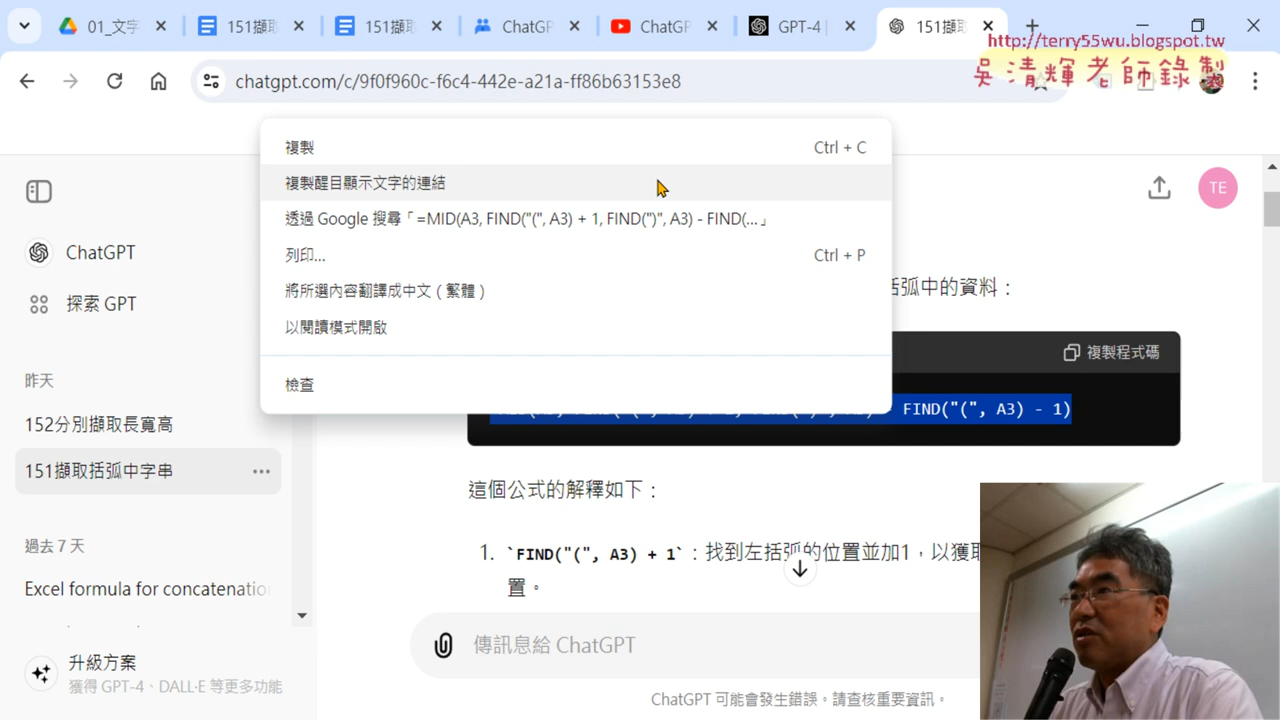 01_文字
151擷取
151擷取
ChatGP
ChatGP
GPT-4 |
151擷取
http://terry55wu.blogspot.tw
吳清輝老師錄製
chatgpt.com/c/9f0f960c-f6c4-442e-a21a-ff86b63153e8
複製 Ctrl + C
複製醒目顯示文字的連結
透過 Google 搜尋「=MID(A3, FIND("(", A3) + 1, FIND(")", A3) - FIND(...」
列印... Ctrl + P
將所選內容翻譯成中文 ( 繁體 )
以閱讀模式開啟
檢查
ChatGPT
探索 GPT
昨天
152分別擷取長寬高
151擷取括弧中字串
過去 7 天
Excel formula for concatenatio
升級方案
獲得 GPT-4、DALL·E 等更多功能
TE
括弧中的資料：
複製程式碼
FIND("(", A3) - 1)
這個公式的解釋如下：
1. `FIND("(", A3) + 1`：找到左括弧的位置並加1，以獲取
置。
傳訊息給 ChatGPT
ChatGPT 可能會發生錯誤。請查核重要資訊。